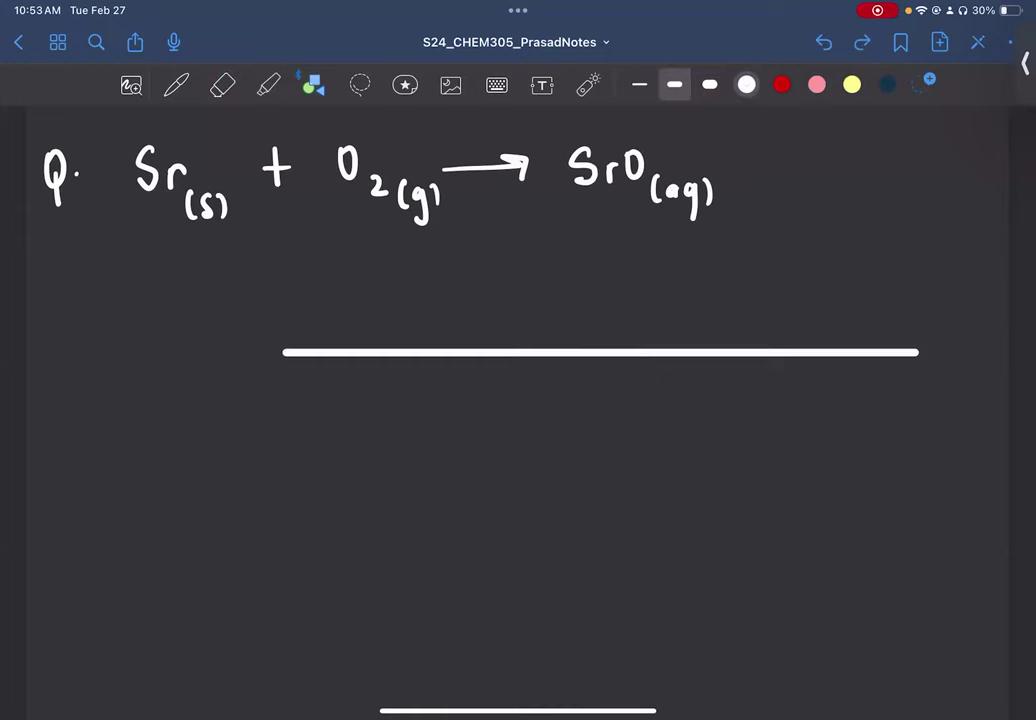 10:53 AM Tue Feb 27
30%
S24_CHEM305_PrasadNotes
T
Q. Sr(s) + O2(g) → SrO(aq)